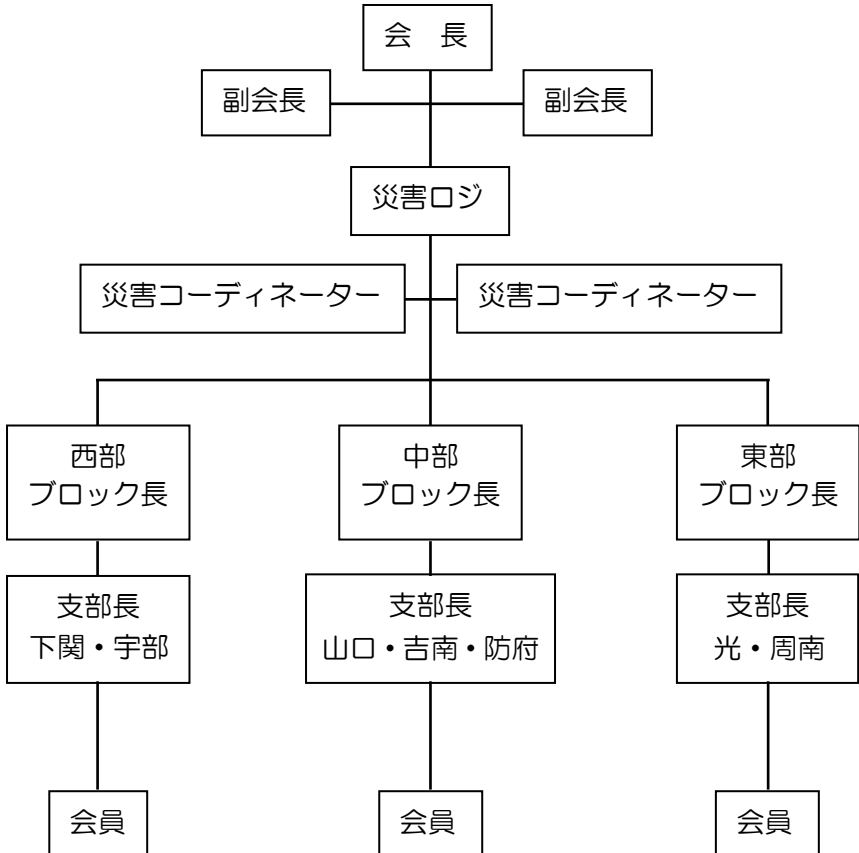 会　長
副会長
副会長
災害ロジ
災害コーディネーター
災害コーディネーター
西部
ブロック長
中部
ブロック長
東部
ブロック長
支部長
下関・宇部
支部長
山口・吉南・防府
支部長
光・周南
会員
会員
会員